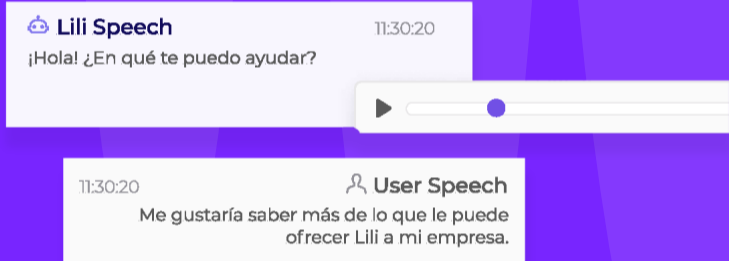 Lili Speech 11:30:20
¡Hola! ¿En qué te puedo ayudar?
11:30:20 User Speech
Me gustaría saber más de lo que le puede
ofrecer Lili a mi empresa.